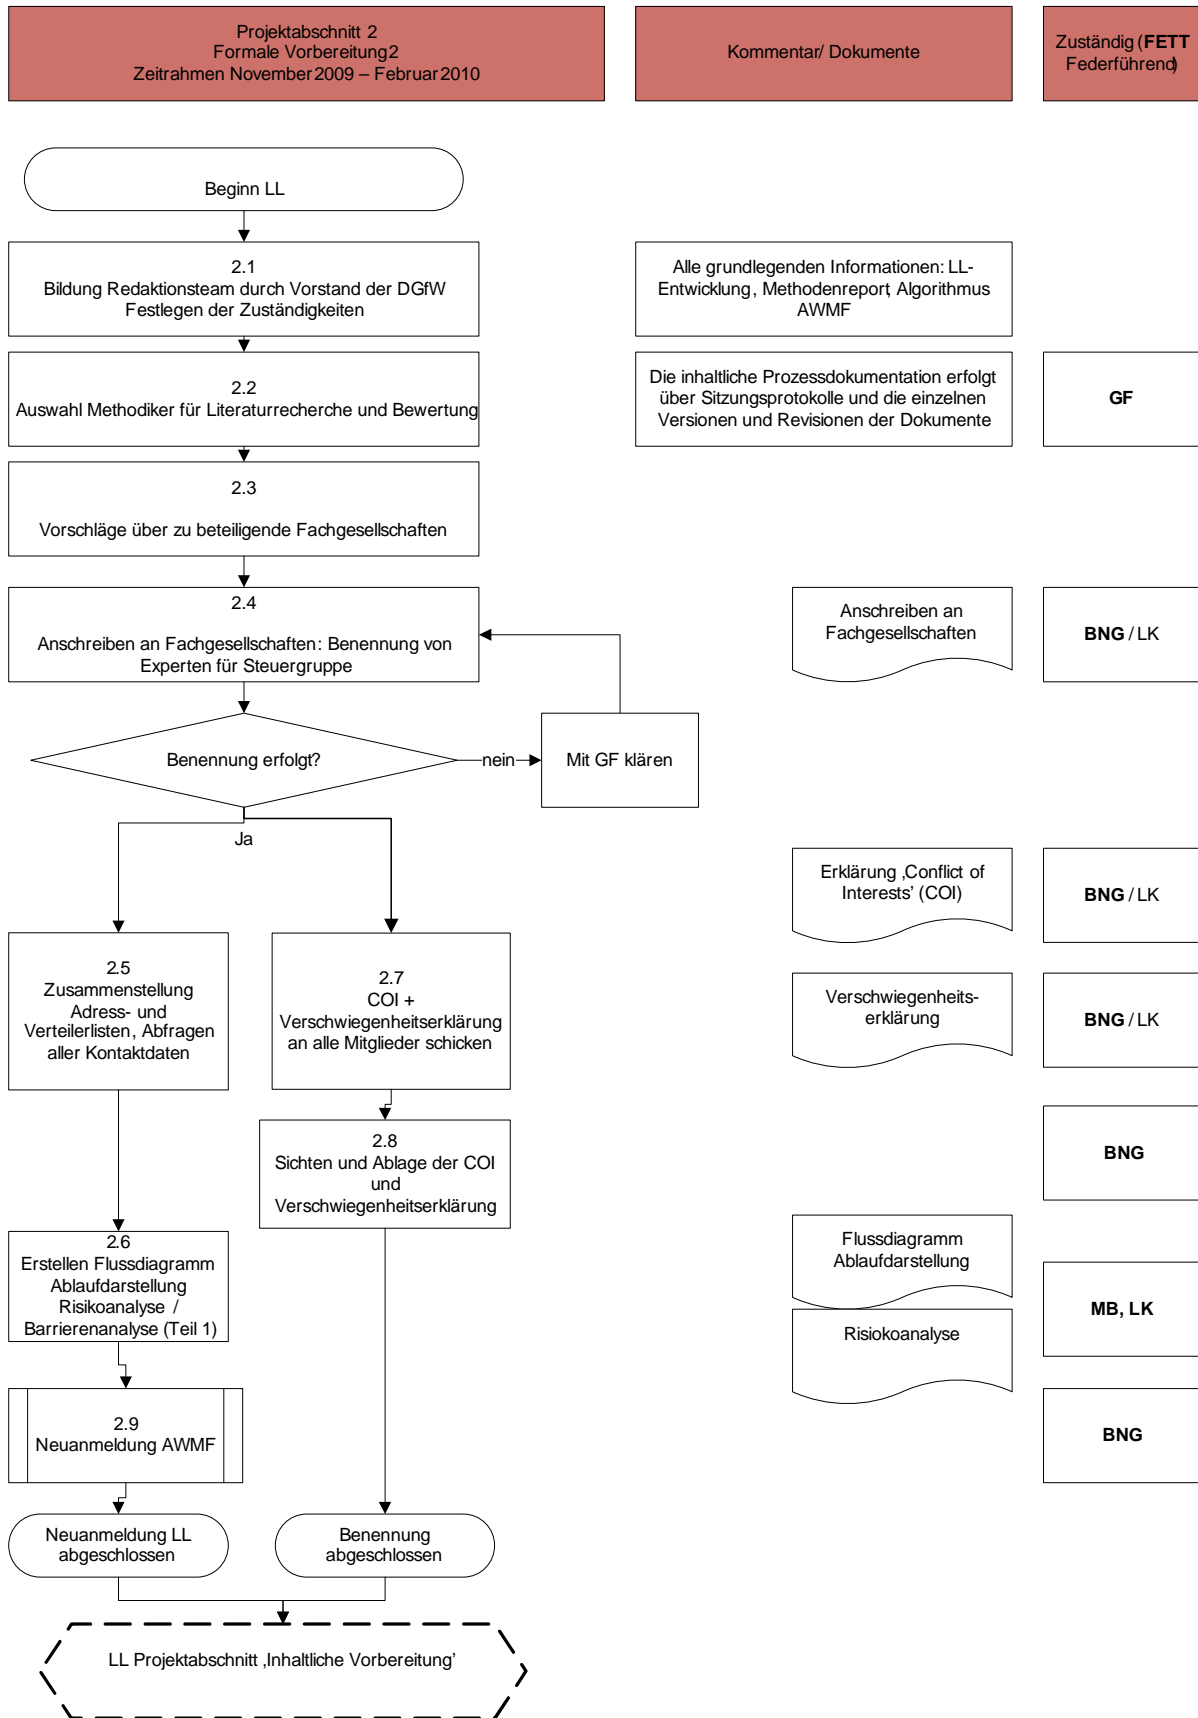 Projektabschnitt 2
Formale Vorbereitung2
Zeitrahmen November 2009 – Februar 2010
Kommentar/ Dokumente
Zuständig (FETT
Federführend)
Beginn LL
2.1
Bildung Redaktionsteam durch Vorstand der DGfW
Festlegen der Zuständigkeiten
Alle grundlegenden Informationen: LL-
Entwicklung, Methodenreport, Algorithmus
AWMF
2.2
Auswahl Methodiker für Literaturrecherche und Bewertung
Die inhaltliche Prozessdokumentation erfolgt
über Sitzungsprotokolle und die einzelnen
Versionen und Revisionen der Dokumente
GF
2.3
Vorschläge über zu beteiligende Fachgesellschaften
2.4
Anschreiben an Fachgesellschaften: Benennung von
Experten für Steuergruppe
Anschreiben an
Fachgesellschaften
BNG / LK
Benennung erfolgt?
nein
Mit GF klären
Ja
Erklärung ‚Conflict of
Interests’ (COI)
BNG / LK
2.5
Zusammenstellung
Adress- und
Verteilerlisten, Abfragen
aller Kontaktdaten
2.7
COI +
Verschwiegenheitserklärung
an alle Mitglieder schicken
Verschwiegenheits-
erklärung
BNG / LK
2.8
Sichten und Ablage der COI
und
Verschwiegenheitserklärung
BNG
2.6
Erstellen Flussdiagramm
Ablaufdarstellung
Risikoanalyse /
Barrierenanalyse (Teil 1)
Flussdiagramm
Ablaufdarstellung
MB, LK
Risiokoanalyse
2.9
Neuanmeldung AWMF
BNG
Neuanmeldung LL
abgeschlossen
Benennung
abgeschlossen
LL Projektabschnitt ‚Inhaltliche Vorbereitung’